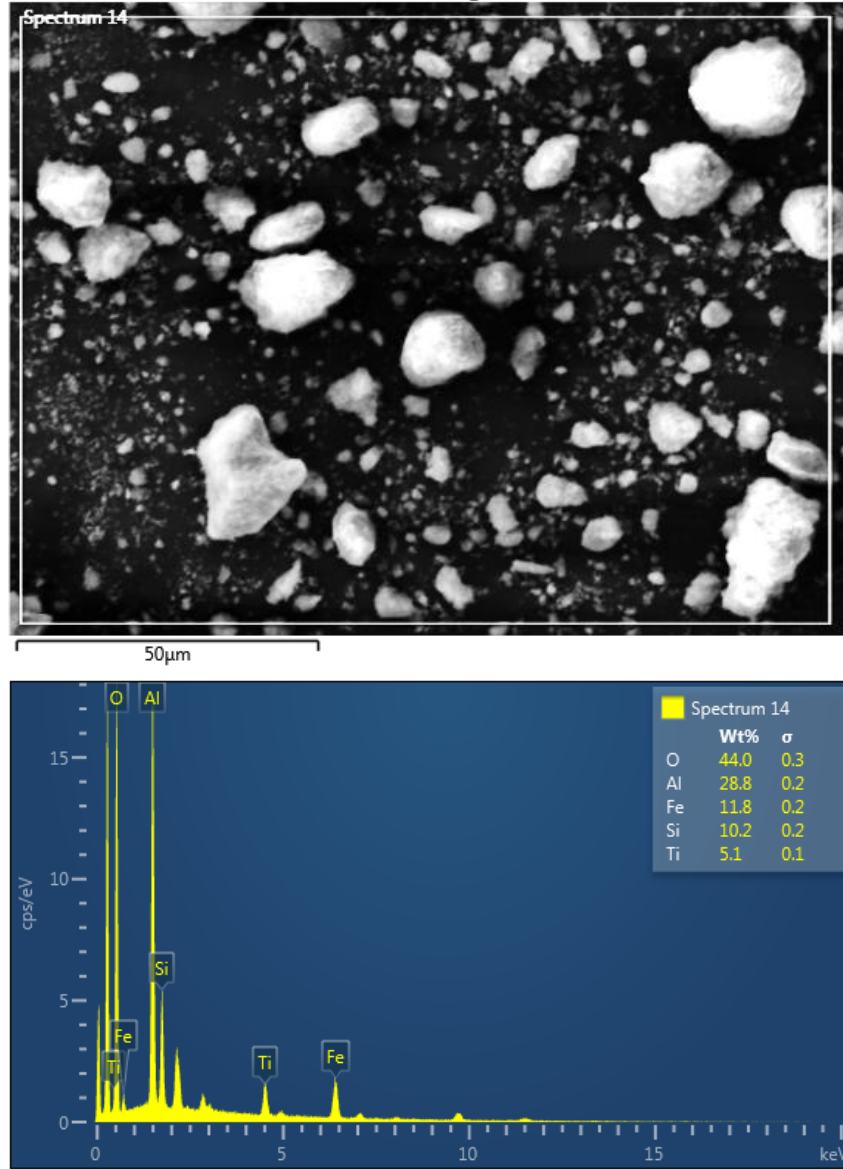 Spectrum 14
50µm
O Al
Si
Fe
Ti
Ti
Fe
Spectrum 14
Wt% σ
O 44.0 0.3
Al 28.8 0.2
Fe 11.8 0.2
Si 10.2 0.2
Ti 5.1 0.1
cps/eV
15
10
5
0
0 5 10 15 keV